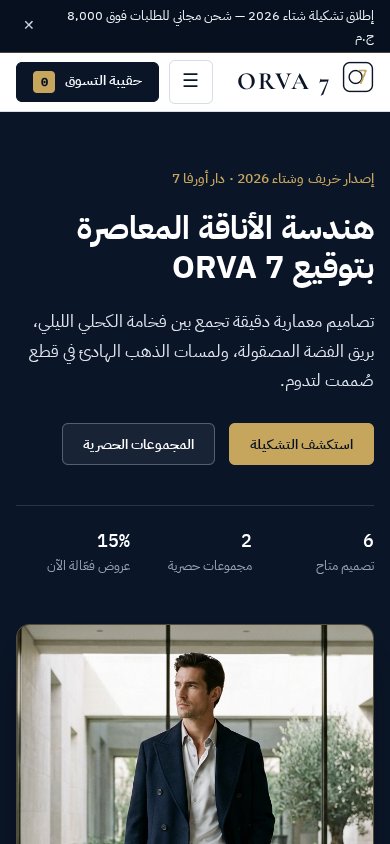 إطلاق تشكيلة شتاء 2026 — شحن مجاني للطلبات فوق 8,000
ج.م
×
7
ORVA 7
☰
حقيبة التسوق 0
إصدار خريف وشتاء 2026 · دار أورفا 7
هندسة الأناقة المعاصرة
بتوقيع ORVA 7
تصاميم معمارية دقيقة تجمع بين فخامة الكحلي الليلي،
بريق الفضة المصقولة، ولمسات الذهب الهادئ في قطع
صُممت لتدوم.
استكشف التشكيلة
المجموعات الحصرية
6
تصميم متاح
2
مجموعات حصرية
15%
عروض فعّالة الآن